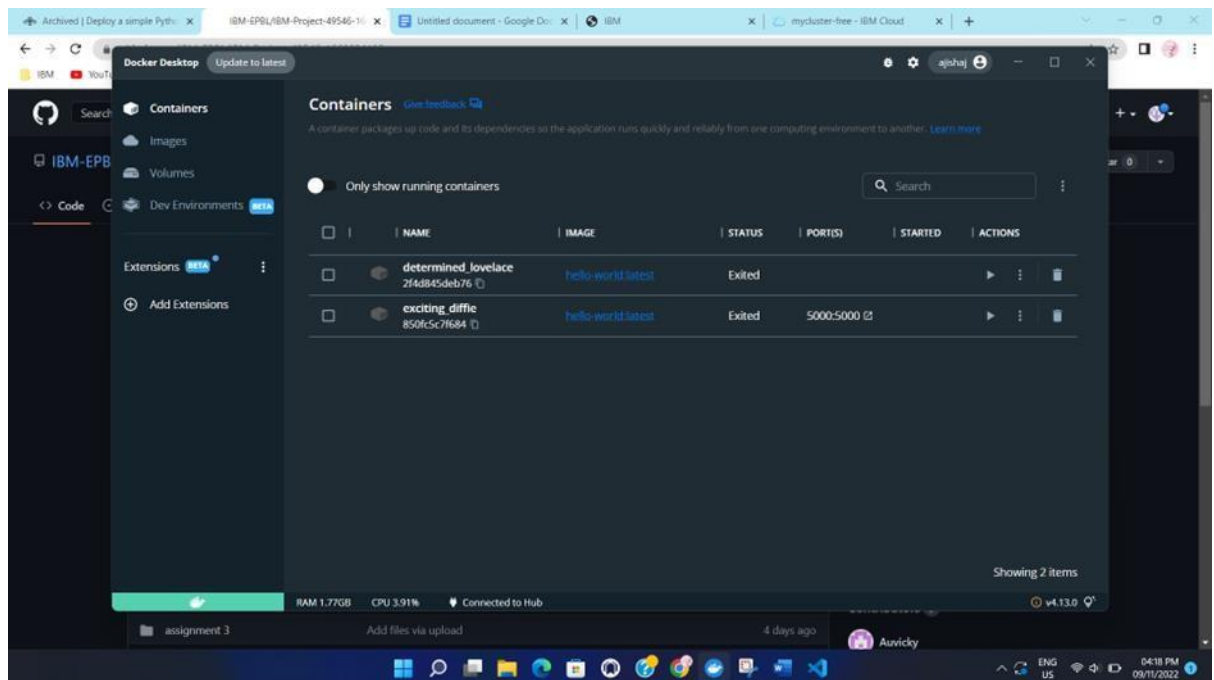 Archived | Deploy a simple Pytho
IBM-EPBL/IBM-Project-49546-16
Untitled document - Google Doc
IBM
mycluster-free - IBM Cloud
IBM
YouTu
Docker Desktop
Update to latest
ajishaj
Search
IBM-EPB
Code
ar 0
Containers
Images
Volumes
Dev Environments BETA
Extensions BETA
Add Extensions
Containers Give feedback
A container packages up code and its dependencies so the application runs quickly and reliably from one computing environment to another. Learn more
Only show running containers
Search
NAME IMAGE STATUS PORT(S) STARTED ACTIONS
determined_lovelace hello-world:latest Exited
2f4d845deb76
exciting_diffie hello-world:latest Exited 5000:5000
850fc5c7f684
Showing 2 items
RAM 1.77GB CPU 3.91% Connected to Hub
v4.13.0
assignment 3 Add files via upload 4 days ago
Auvicky
ENG
US
04:18 PM
09/11/2022